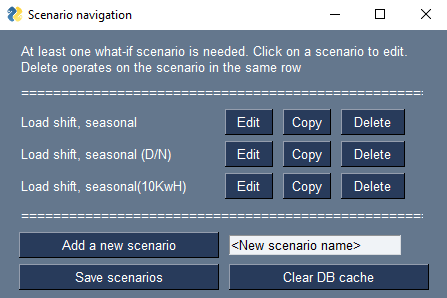 Scenario navigation
At least one what-if scenario is needed. Click on a scenario to edit.
Delete operates on the scenario in the same row
==================================================
Load shift, seasonal Edit Copy Delete
Load shift, seasonal (D/N) Edit Copy Delete
Load shift, seasonal(10KwH) Edit Copy Delete
==================================================
Add a new scenario <New scenario name>
Save scenarios Clear DB cache